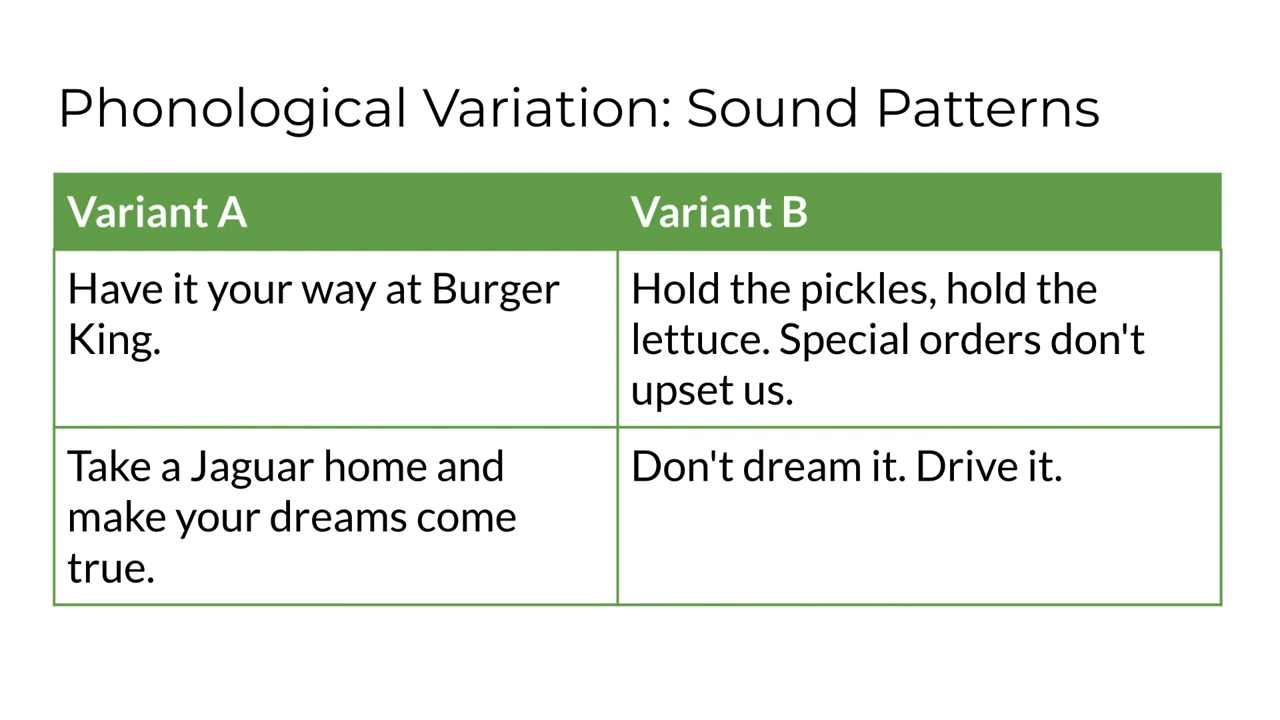 Phonological Variation: Sound Patterns
Variant A
Variant B
Have it your way at Burger
King.
Hold the pickles, hold the
lettuce. Special orders don't
upset us.
Take a Jaguar home and
make your dreams come
true.
Don't dream it. Drive it.